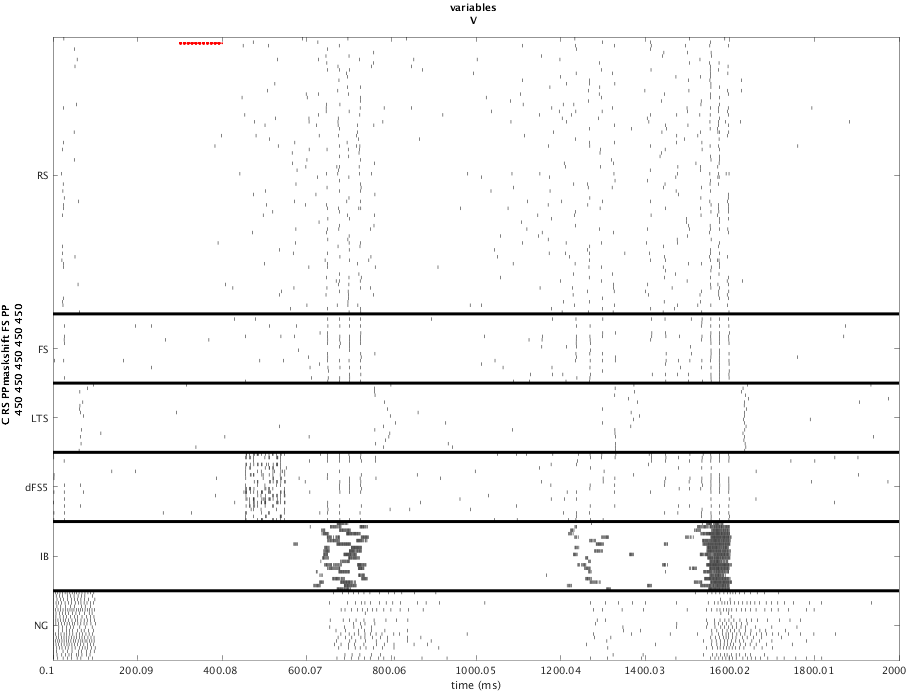 variables
V
RS
FS
LTS
dFS5
IB
NG
C RS PPmaskshift FS PP
450 450 450 450 450
0.1 200.09 400.08 600.07 800.06 1000.05 1200.04 1400.03 1600.02 1800.01 2000
time (ms)